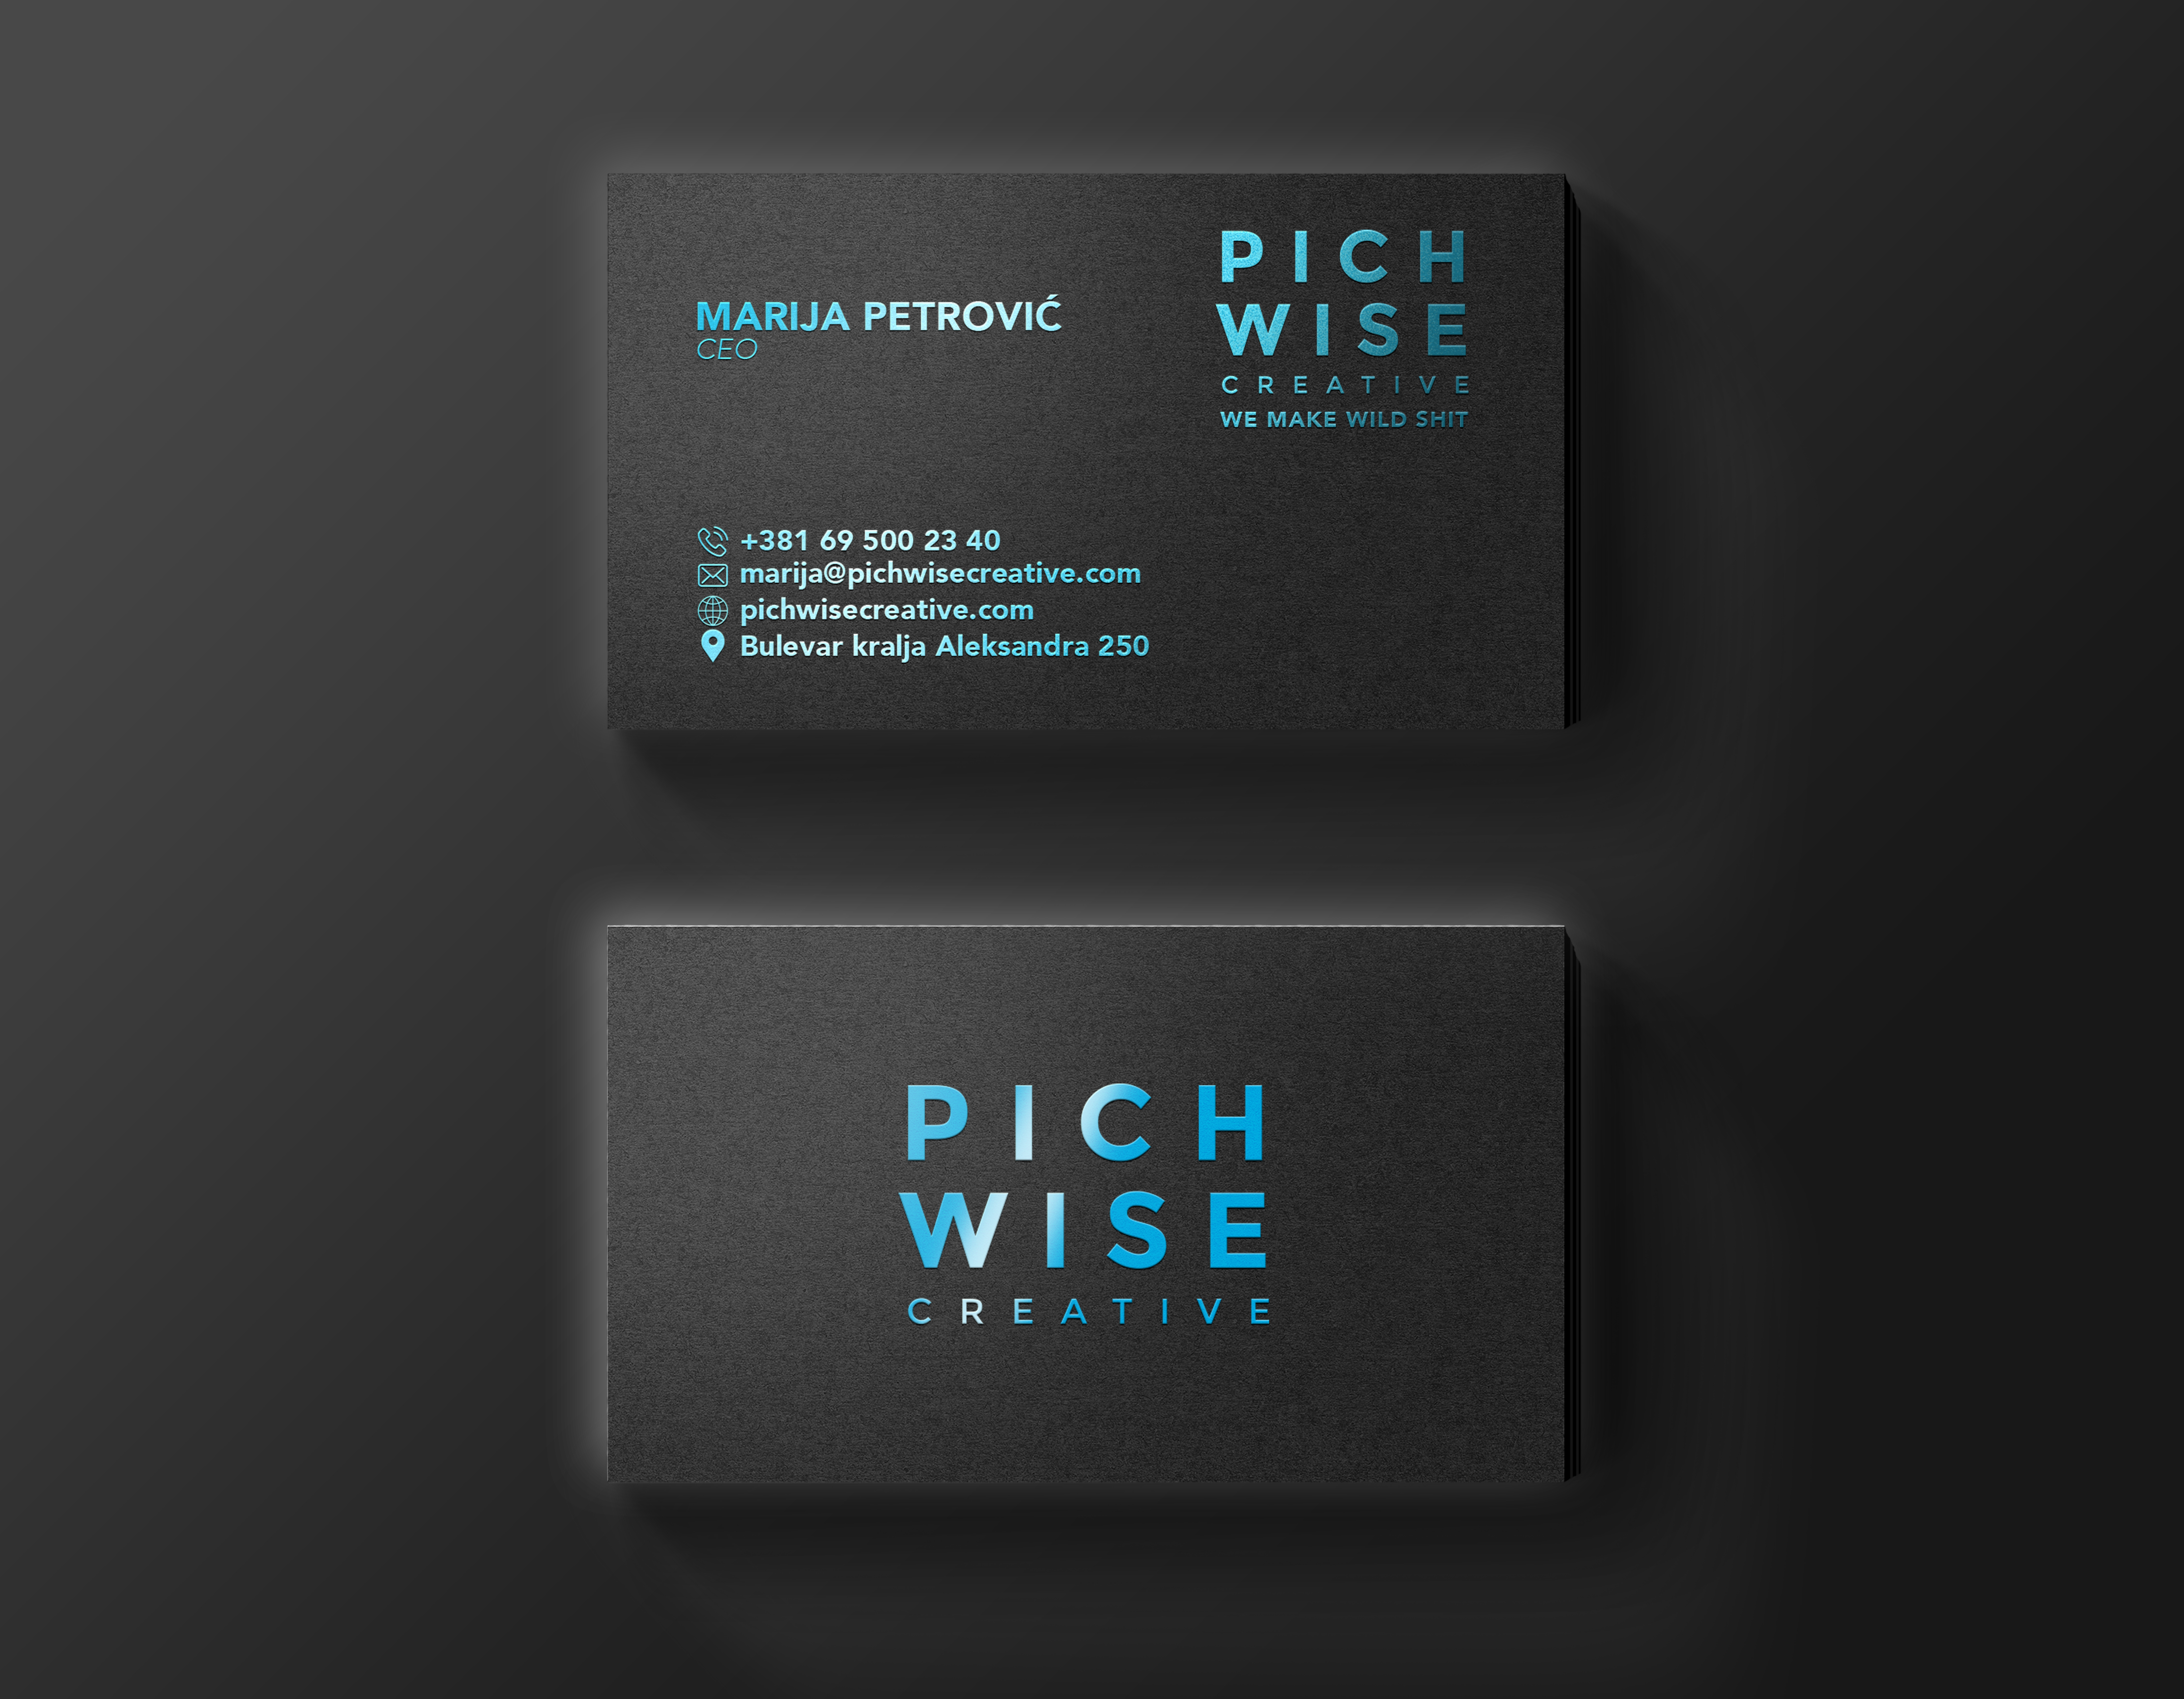 MARIJA PETROVIĆ
CEO
PICH
WISE
CREATIVE
WE MAKE WILD SHIT
+381 69 500 23 40
marija@pichwisecreative.com
pichwisecreative.com
Bulevar kralja Aleksandra 250
PICH
WISE
CREATIVE